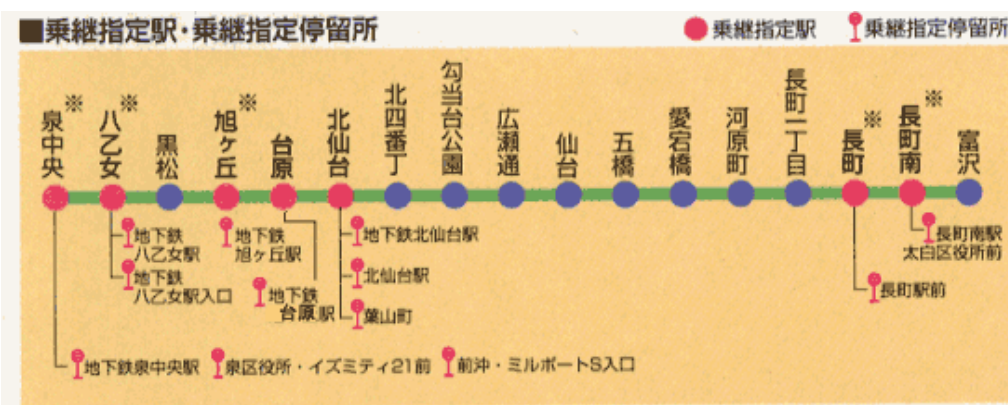 ■乗継指定駅・乗継指定停留所
乗継指定駅
乗継指定停留所
泉中央※
八乙女※
黒松
旭ヶ丘※
台原
北仙台
北四番丁
勾当台公園
広瀬通
仙台
五橋
愛宕橋
河原町
長町一丁目
長町※
長町南※
富沢
地下鉄
八乙女駅
地下鉄
八乙女駅入口
地下鉄
旭ヶ丘駅
地下鉄
台原駅
地下鉄北仙台駅
北仙台駅
葉山町
長町南駅
太白区役所前
長町駅前
地下鉄泉中央駅
泉区役所・イズミティ21前
前沖・ミルポートS入口